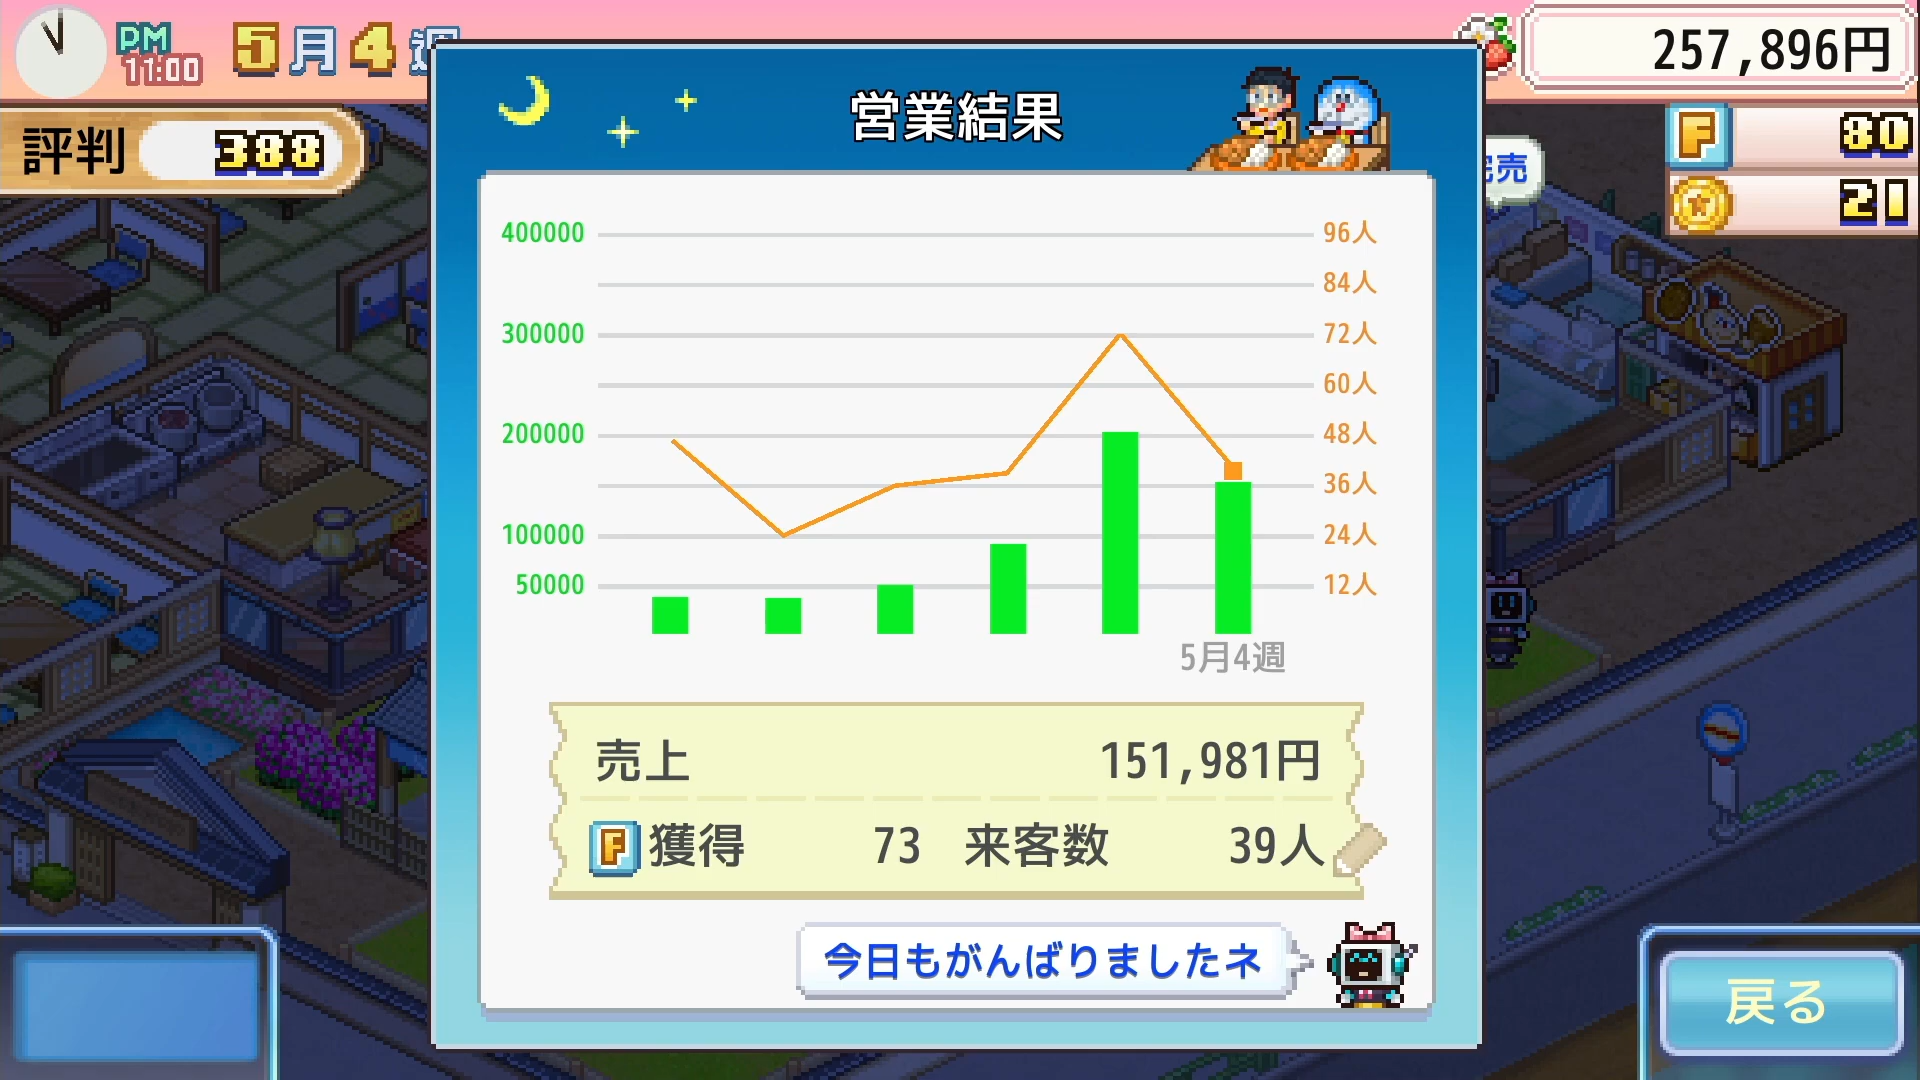 PM
11:00
5月4週
257,896円
評判 388
F 80
21
完売
営業結果
400000
300000
200000
100000
50000
96人
84人
72人
60人
48人
36人
24人
12人
5月4週
売上 151,981円
F獲得 73 来客数 39人
今日もがんばりましたネ
戻る